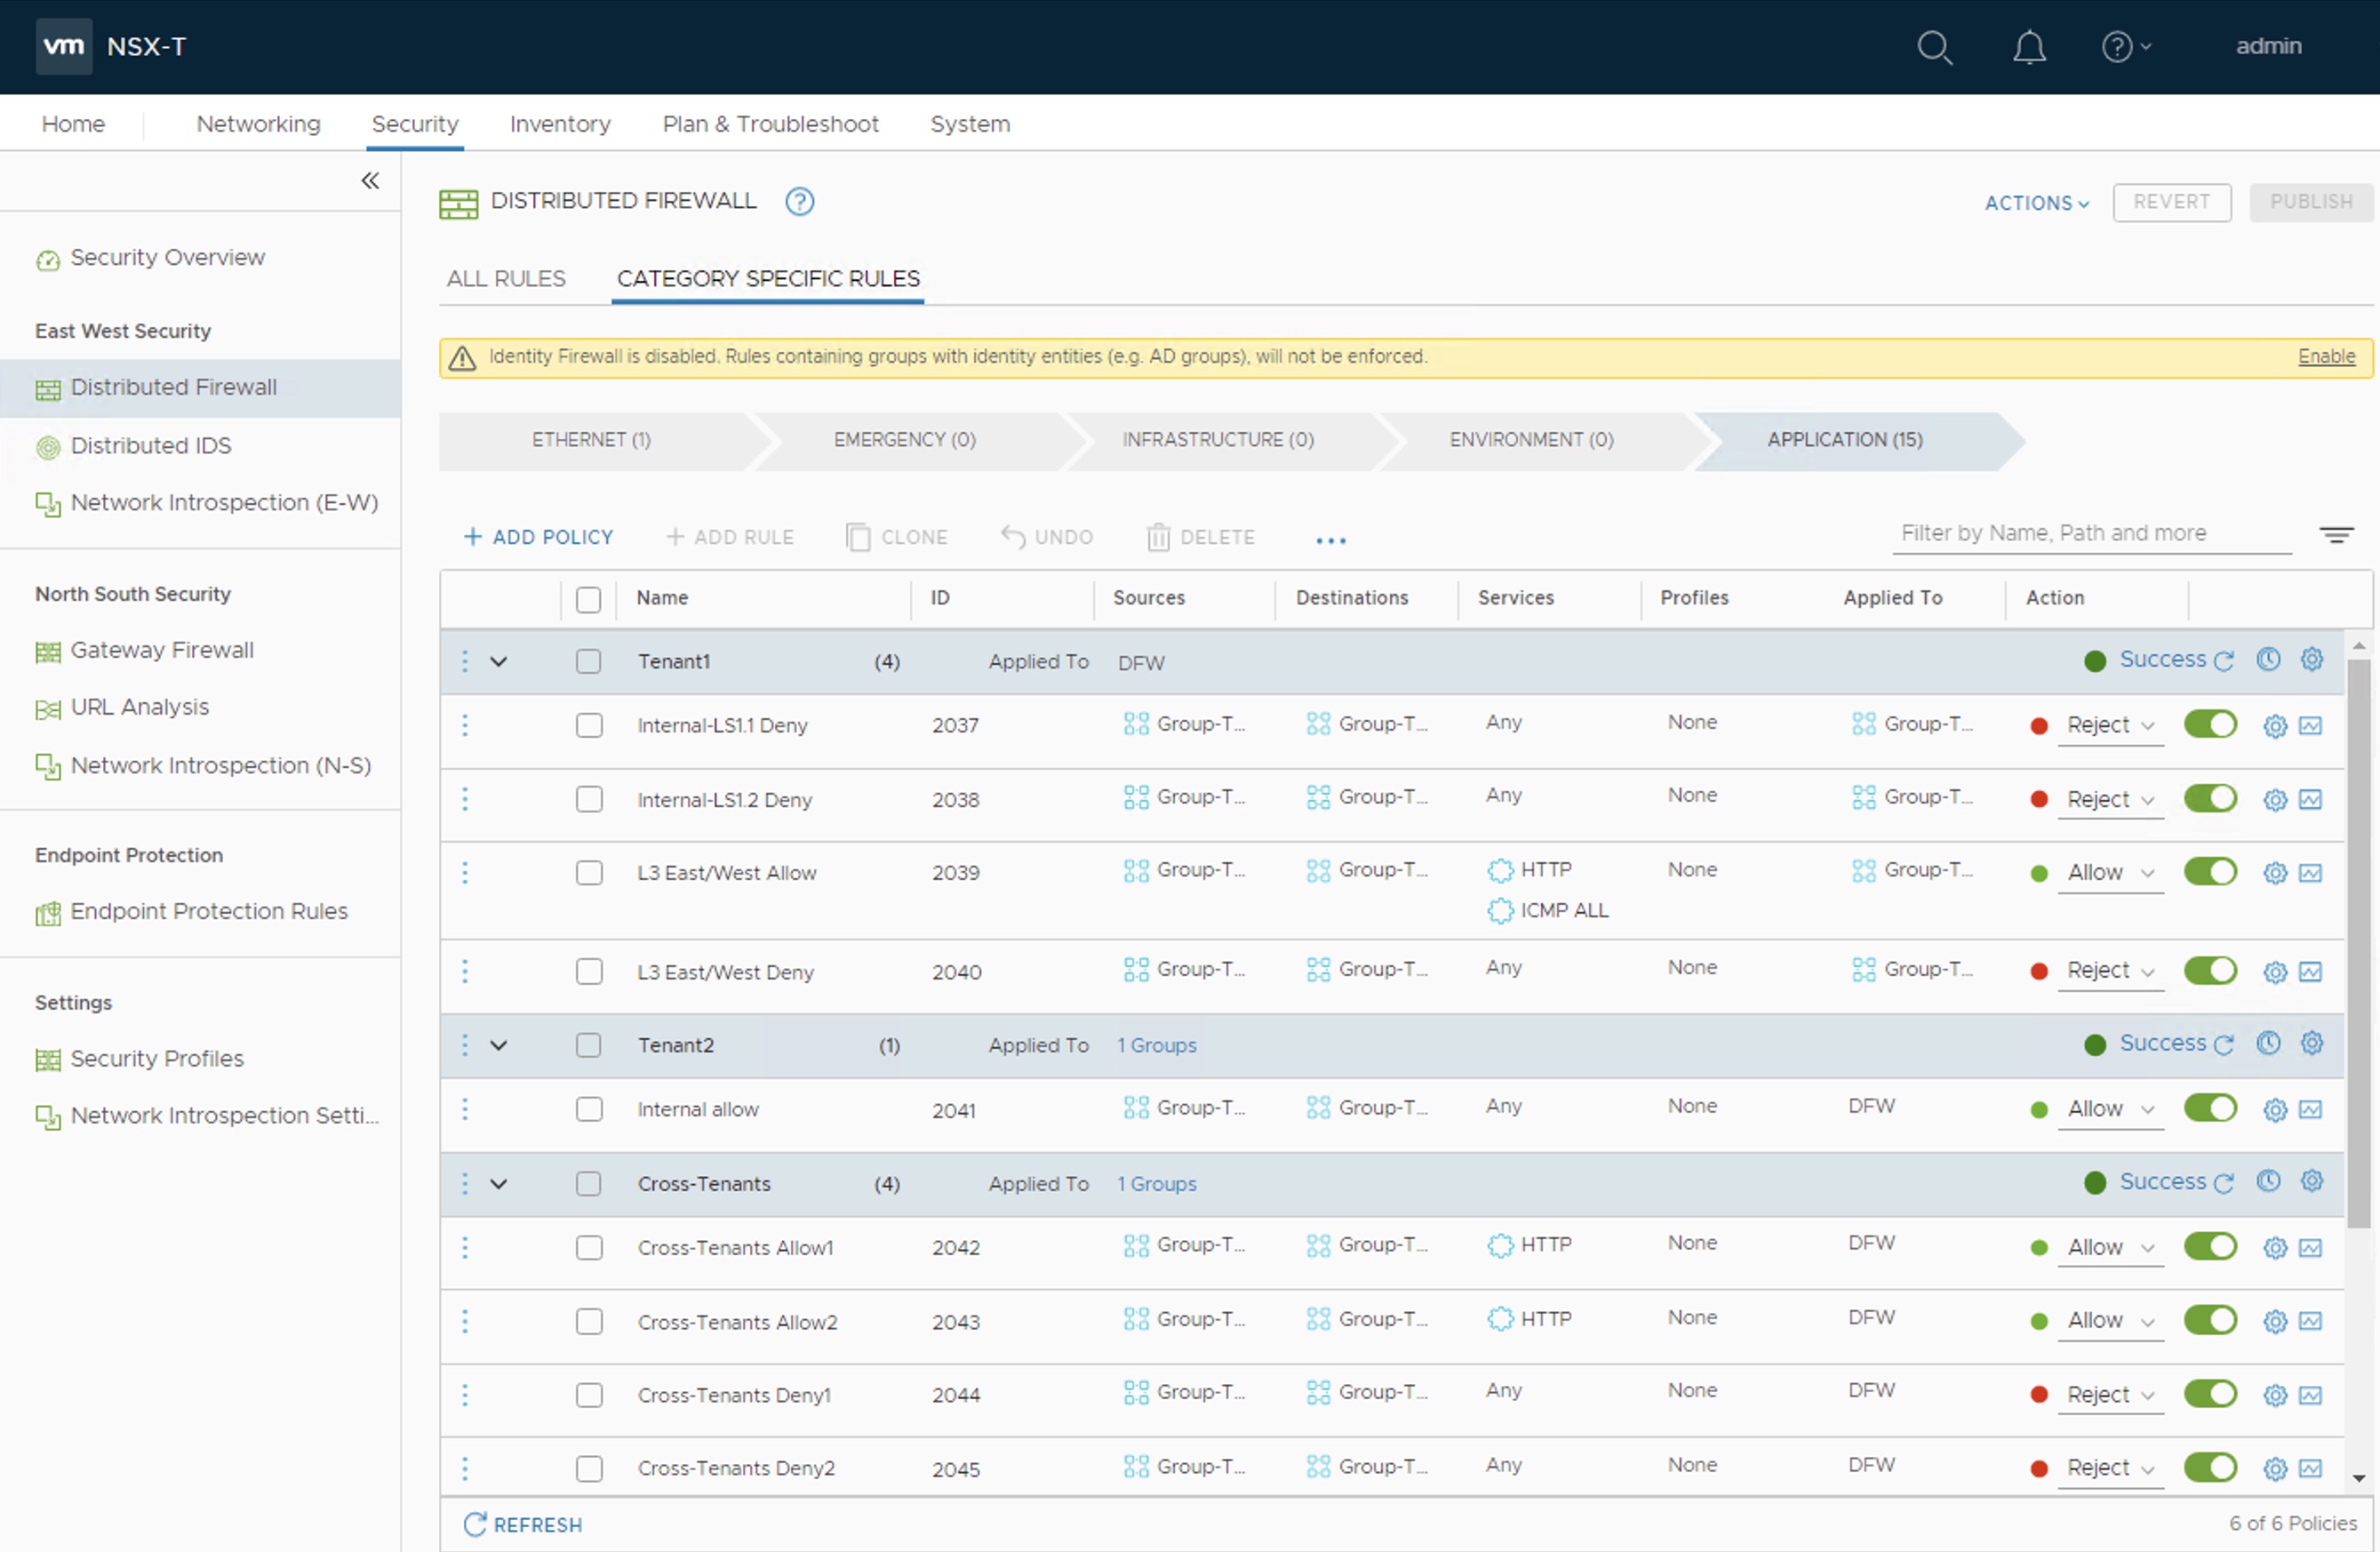 vm NSX-T admin
Home Networking Security Inventory Plan & Troubleshoot System
Security Overview
East West Security
Distributed Firewall
Distributed IDS
Network Introspection (E-W)
North South Security
Gateway Firewall
URL Analysis
Network Introspection (N-S)
Endpoint Protection
Endpoint Protection Rules
Settings
Security Profiles
Network Introspection Setti...
DISTRIBUTED FIREWALL ? ACTIONS REVERT PUBLISH
ALL RULES CATEGORY SPECIFIC RULES
Identity Firewall is disabled. Rules containing groups with identity entities (e.g. AD groups), will not be enforced. Enable
ETHERNET (1) EMERGENCY (0) INFRASTRUCTURE (0) ENVIRONMENT (0) APPLICATION (15)
+ ADD POLICY + ADD RULE CLONE UNDO DELETE ... Filter by Name, Path and more
Name ID Sources Destinations Services Profiles Applied To Action
Tenant1 (4) Applied To DFW Success
Internal-LS1.1 Deny 2037 Group-T... Group-T... Any None Group-T... Reject
Internal-LS1.2 Deny 2038 Group-T... Group-T... Any None Group-T... Reject
L3 East/West Allow 2039 Group-T... Group-T... HTTP None Group-T... Allow
ICMP ALL
L3 East/West Deny 2040 Group-T... Group-T... Any None Group-T... Reject
Tenant2 (1) Applied To 1 Groups Success
Internal allow 2041 Group-T... Group-T... Any None DFW Allow
Cross-Tenants (4) Applied To 1 Groups Success
Cross-Tenants Allow1 2042 Group-T... Group-T... HTTP None DFW Allow
Cross-Tenants Allow2 2043 Group-T... Group-T... HTTP None DFW Allow
Cross-Tenants Deny1 2044 Group-T... Group-T... Any None DFW Reject
Cross-Tenants Deny2 2045 Group-T... Group-T... Any None DFW Reject
REFRESH 6 of 6 Policies